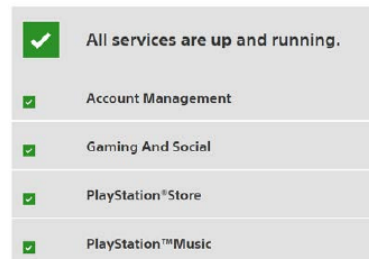 All services are up and running.
Account Management
Gaming And Social
PlayStation®Store
PlayStation™Music